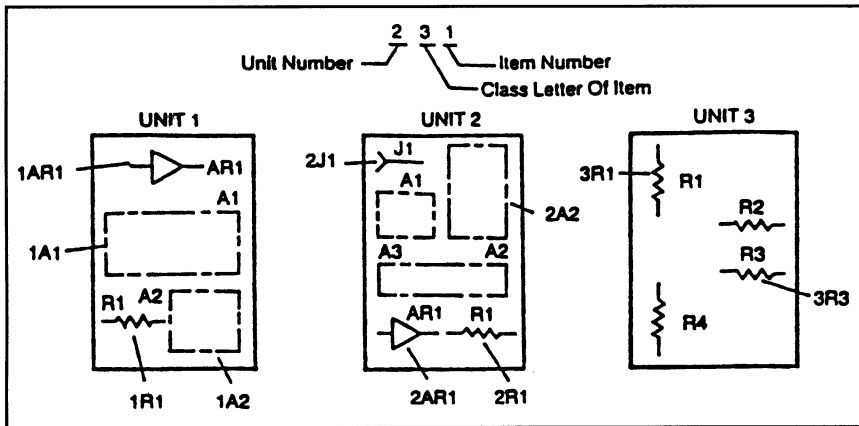 2 3 1
Unit Number
Item Number
Class Letter Of Item
UNIT 1
UNIT 2
UNIT 3
1AR1
AR1
A1
1A1
R1
A2
1R1
1A2
2J1
J1
A1
2A2
A3
A2
AR1
R1
2AR1
2R1
3R1
R1
R2
R3
3R3
R4